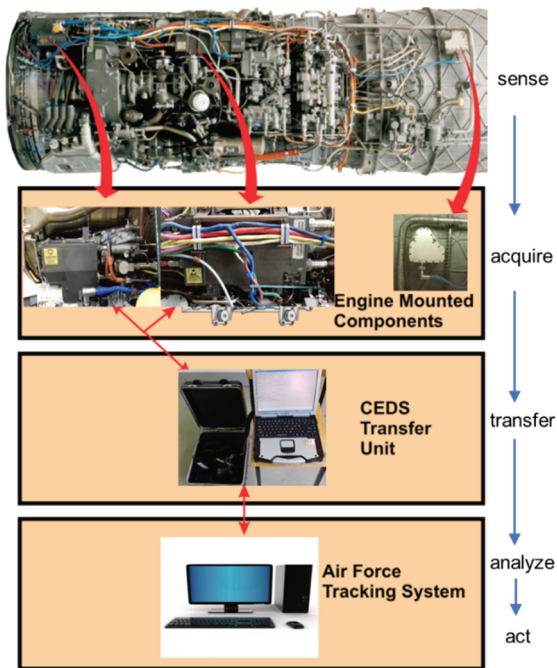 sense
acquire
Engine Mounted
Components
CEDS
Transfer
Unit
transfer
Air Force
Tracking System
analyze
act